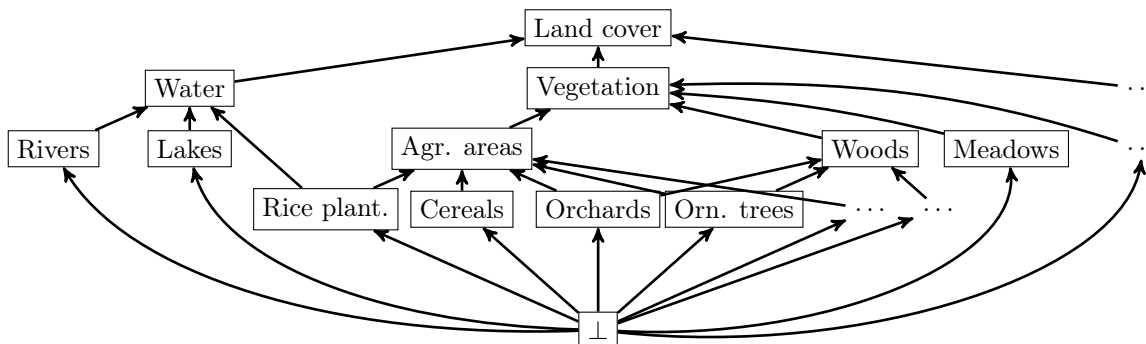 Land cover
Water
Vegetation
...
Rivers
Lakes
Agr. areas
Woods
Meadows
...
Rice plant.
Cereals
Orchards
Orn. trees
...
...
⊥